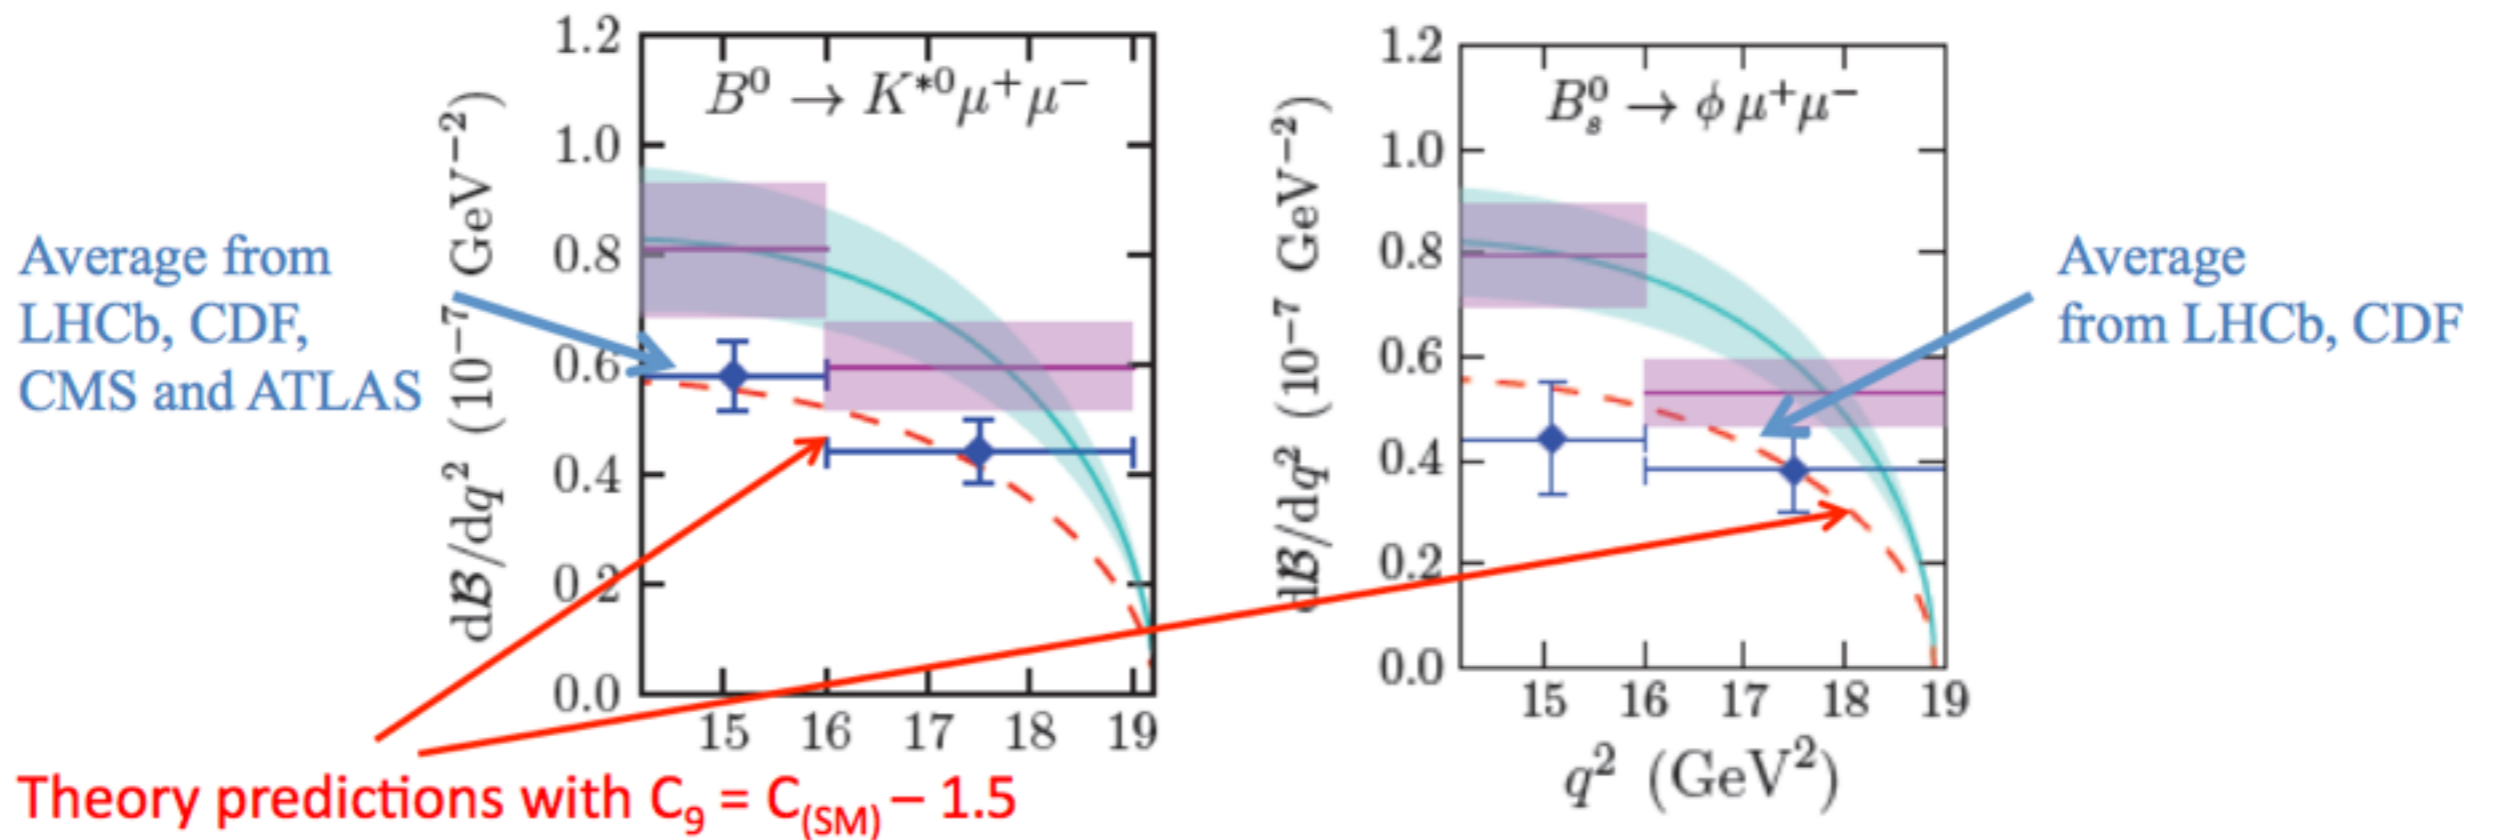 1.2
1.0
0.8
0.6
0.4
0.2
0.0
dℬ/dq² (10⁻⁷ GeV⁻²)
B⁰ → K*⁰μ⁺μ⁻
15 16 17 18 19
Average from
LHCb, CDF,
CMS and ATLAS
1.2
1.0
0.8
0.6
0.4
0.2
0.0
dℬ/dq² (10⁻⁷ GeV⁻²)
B⁰ₛ → ϕ μ⁺μ⁻
15 16 17 18 19
q² (GeV²)
Average
from LHCb, CDF
Theory predictions with C₉ = C₍SM₎ – 1.5